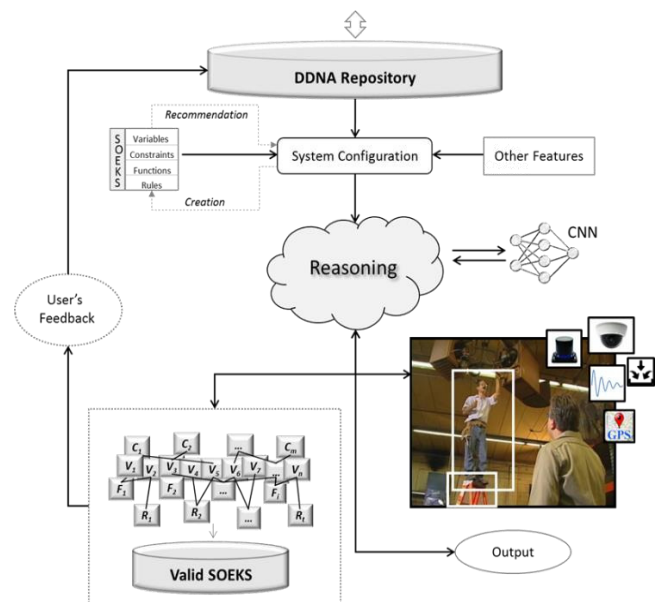 DDNA Repository
Recommendation
SOEKS
Variables
Constraints
Functions
Rules
System Configuration
Other Features
Creation
Reasoning
CNN
User's
Feedback
GPS
C1 C2 ... Cm
V1 V2 V3 V4 V5 V6 V7 ... Vn
F1 F2 ... Fi
R1 R2 ... Rt
Valid SOEKS
Output